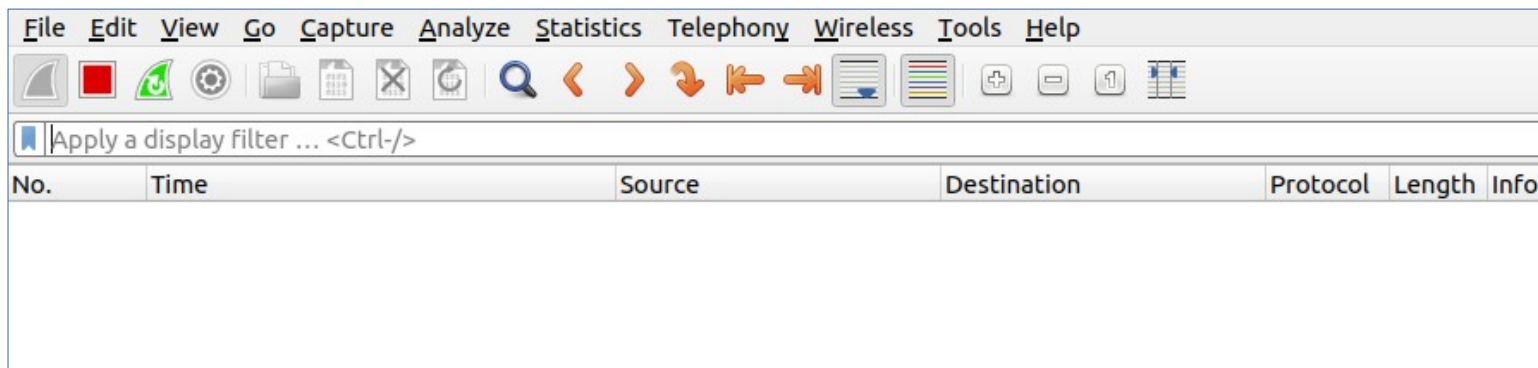 File Edit View Go Capture Analyze Statistics Telephony Wireless Tools Help
Apply a display filter … <Ctrl-/>
No. Time Source Destination Protocol Length Info